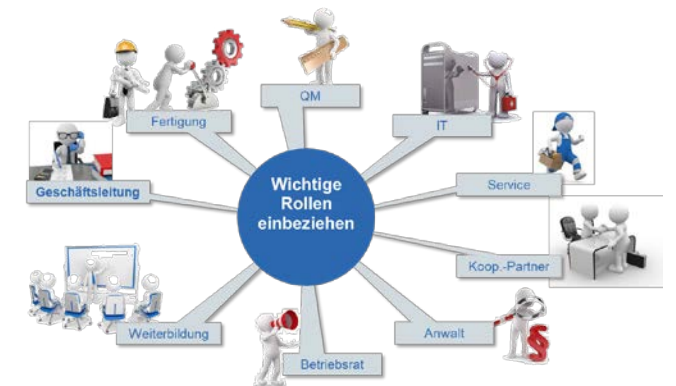 QM
Fertigung
IT
Geschäftsleitung
Wichtige
Rollen
einbeziehen
Service
Koop.-Partner
Weiterbildung
Anwalt
Betriebsrat